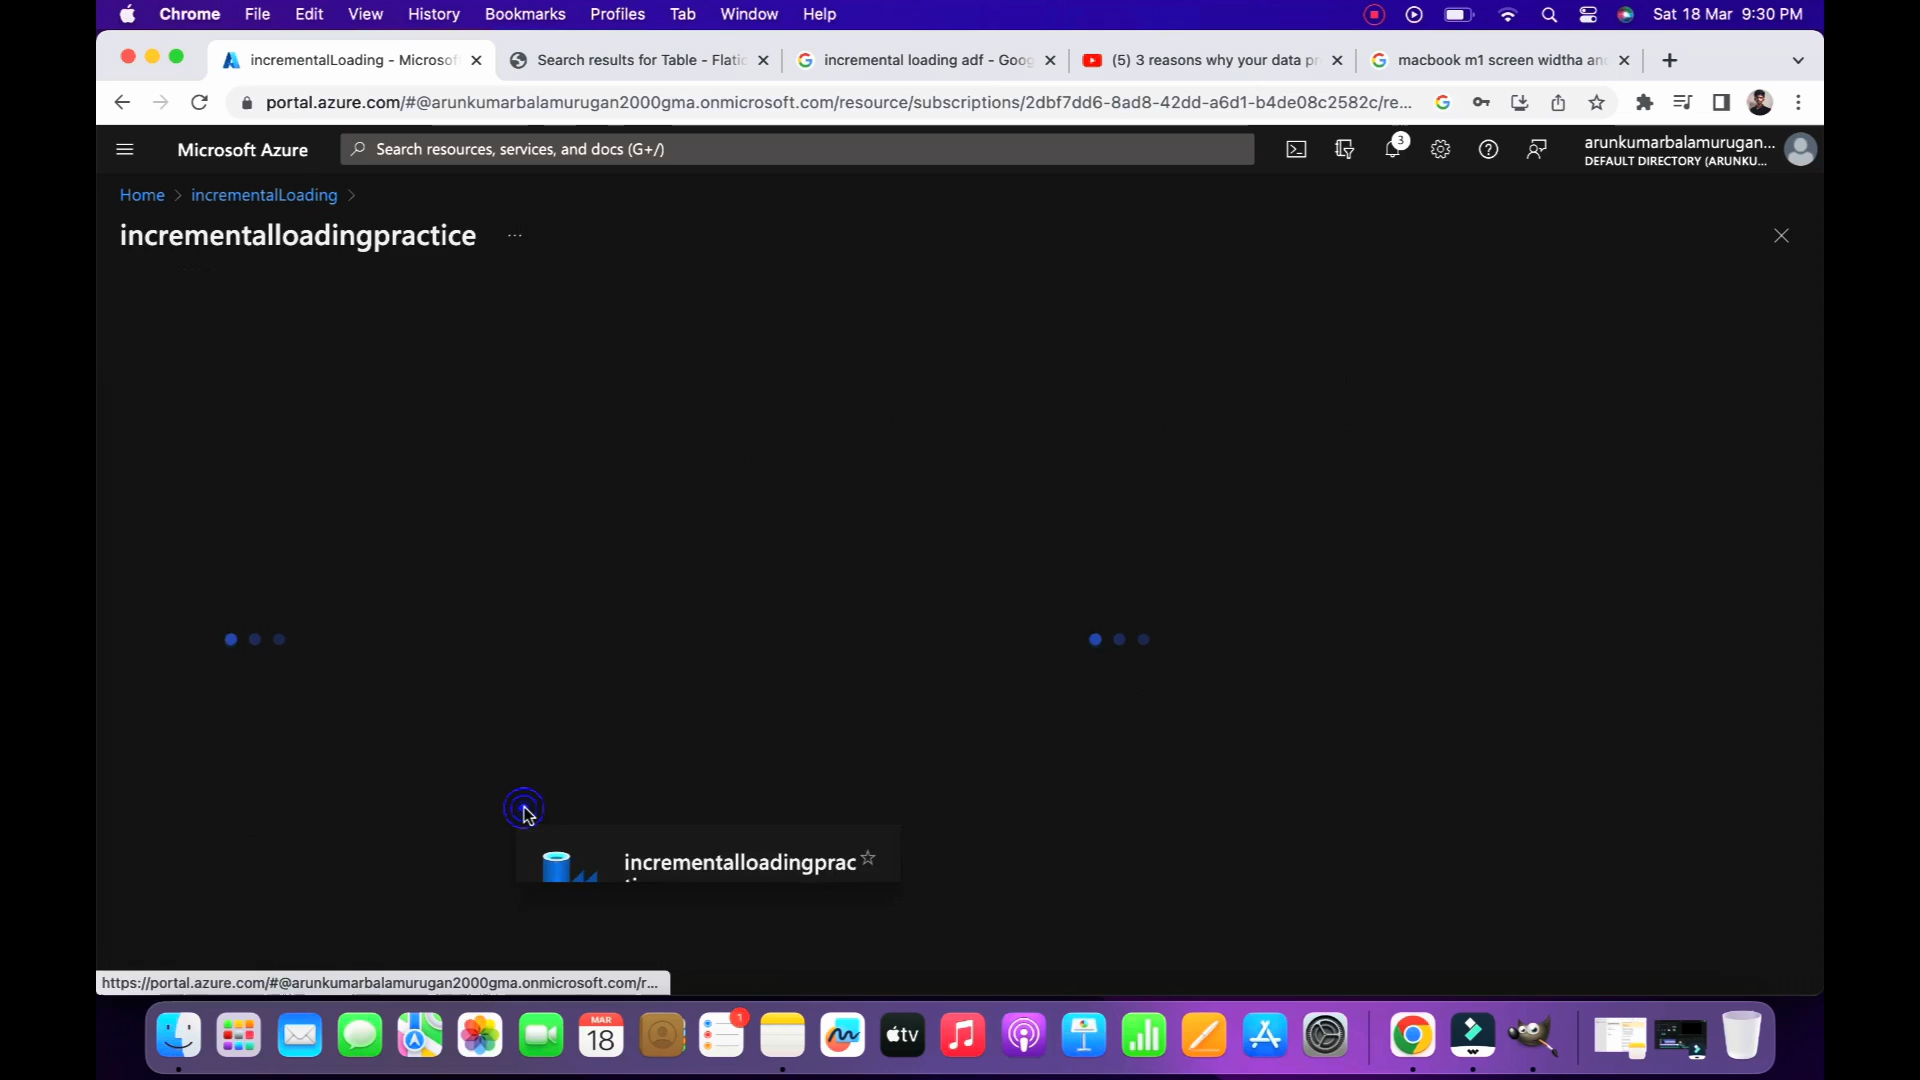 Chrome File Edit View History Bookmarks Profiles Tab Window Help Sat 18 Mar 9:30 PM
incrementalLoading - Microsof Search results for Table - Flatic incremental loading adf - Goog (5) 3 reasons why your data pr macbook m1 screen widtha an
portal.azure.com/#@arunkumarbalamurugan2000gma.onmicrosoft.com/resource/subscriptions/2dbf7dd6-8ad8-42dd-a6d1-b4de08c2582c/re...
Microsoft Azure Search resources, services, and docs (G+/) 3 arunkumarbalamurugan...
DEFAULT DIRECTORY (ARUNKU...
Home > incrementalLoading >
incrementalloadingpractice ...
incrementalloadingprac
https://portal.azure.com/#@arunkumarbalamurugan2000gma.onmicrosoft.com/r...
MAR
18
1
tv